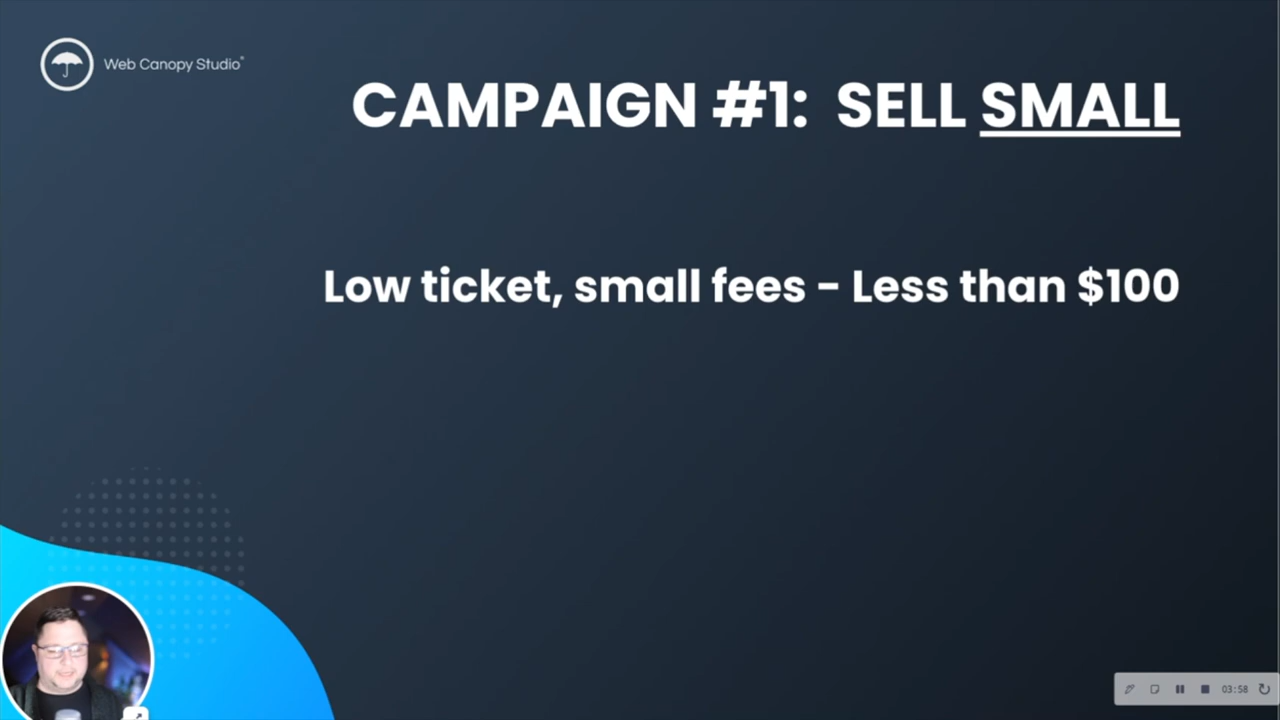 Web Canopy Studio®
CAMPAIGN #1: SELL SMALL
Low ticket, small fees - Less than $100
03:58